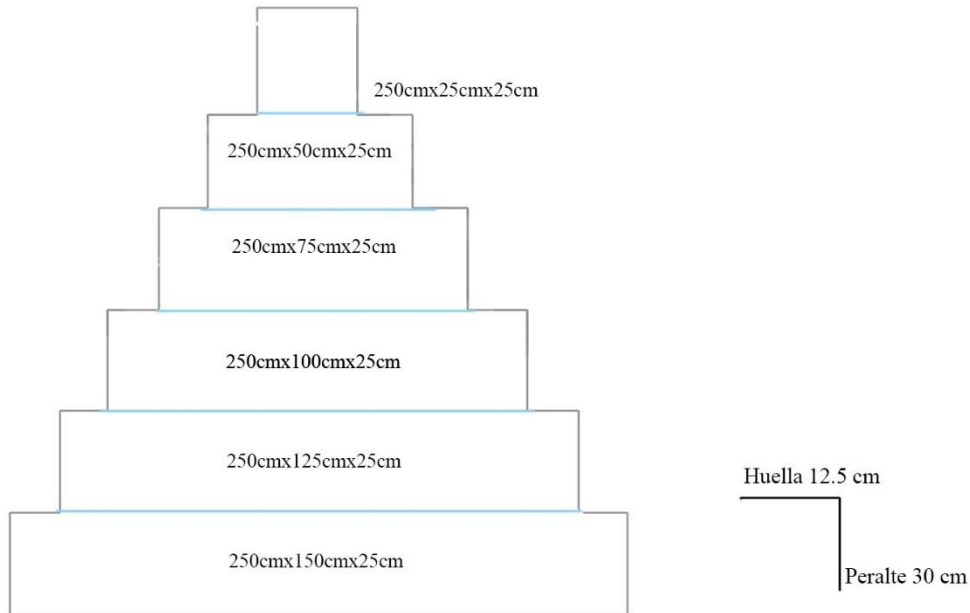 250cmx25cmx25cm
250cmx50cmx25cm
250cmx75cmx25cm
250cmx100cmx25cm
250cmx125cmx25cm
Huella 12.5 cm
250cmx150cmx25cm
Peralte 30 cm